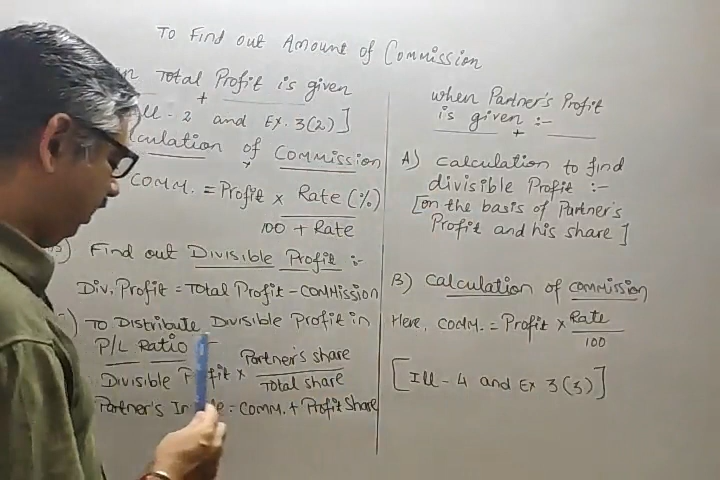 To Find out Amount of Commission
Total Profit is given
Ill - 2 and Ex. 3(2) ]
Calculation of Commission
Comm. = Profit × Rate (%)
100 + Rate
Find out Divisible Profit :-
Div. Profit = Total Profit - Commission
To Distribute Divisible Profit in
P/L Ratio -
Divisible Profit × Partner's share
Total share
Partner's = Comm. + Profit Share
when Partner's Profit
is given :-
A) Calculation to find
divisible Profit :-
[on the basis of Partner's
Profit and his share ]
B) Calculation of commission
Here, comm. = Profit × Rate
100
[ Ill - 4 and Ex 3(3) ]